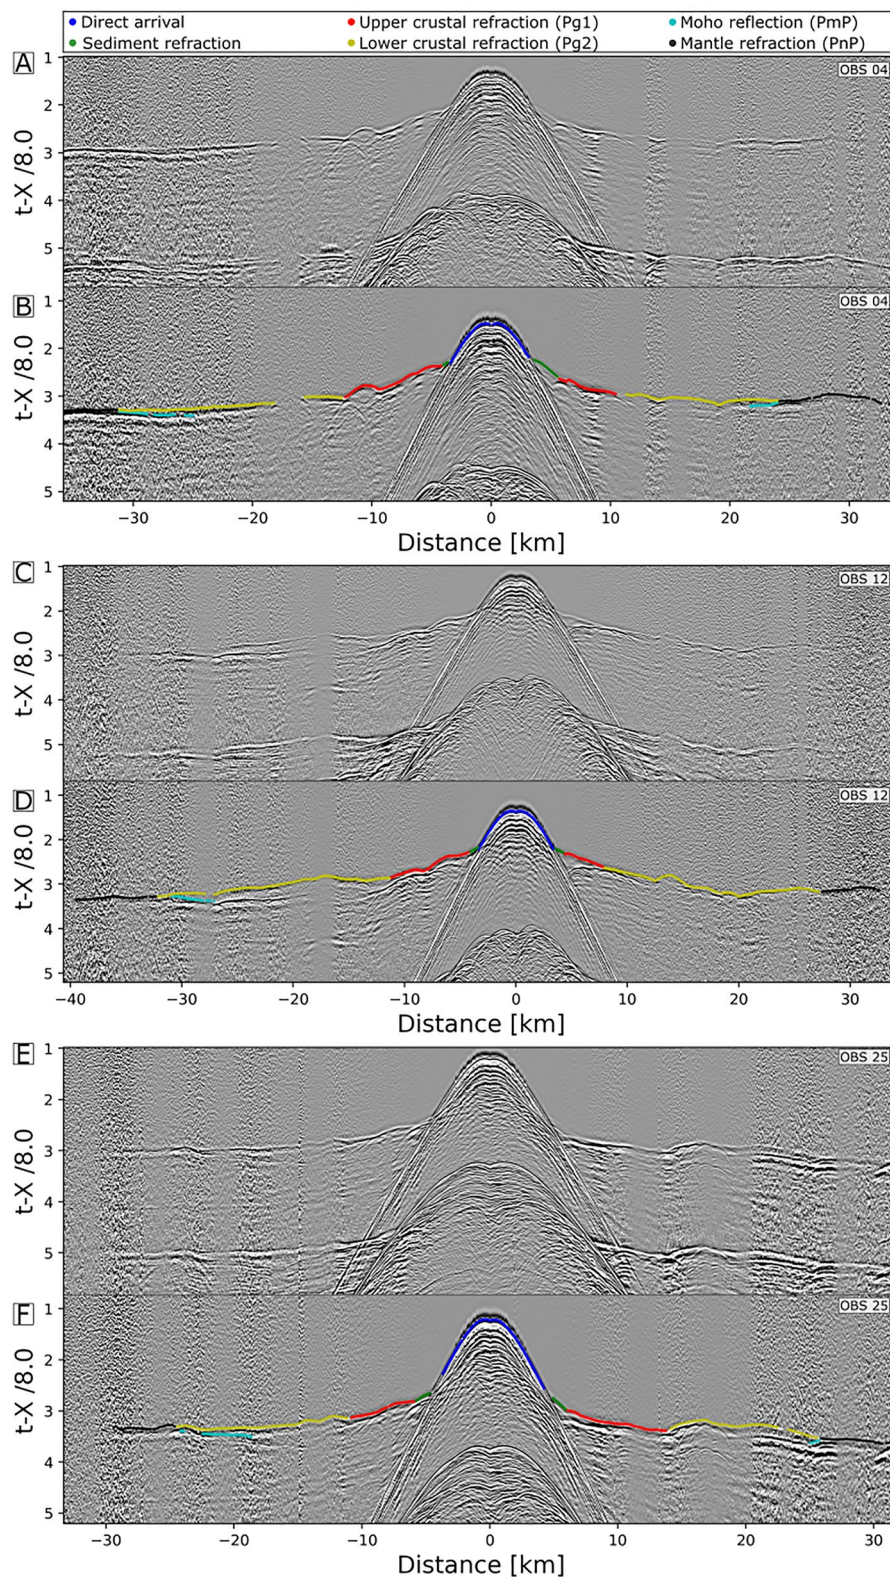 Direct arrival Upper crustal refraction (Pg1) Moho reflection (PmP)
Sediment refraction Lower crustal refraction (Pg2) Mantle refraction (PnP)
A
OBS 04
t-X /8.0
1
2
3
4
5
B
OBS 04
t-X /8.0
1
2
3
4
5
−30 −20 −10 0 10 20 30
Distance [km]
C
OBS 12
t-X /8.0
1
2
3
4
5
D
OBS 12
t-X /8.0
1
2
3
4
5
−40 −30 −20 −10 0 10 20 30
Distance [km]
E
OBS 25
t-X /8.0
1
2
3
4
5
F
OBS 25
t-X /8.0
1
2
3
4
5
−30 −20 −10 0 10 20 30
Distance [km]